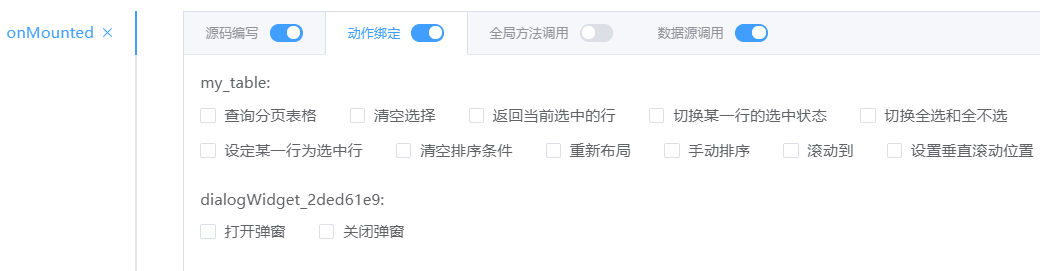 onMounted ×
源码编写 动作绑定 全局方法调用 数据源调用
my_table:
查询分页表格 清空选择 返回当前选中的行 切换某一行的选中状态 切换全选和全不选
设定某一行为选中行 清空排序条件 重新布局 手动排序 滚动到 设置垂直滚动位置
dialogWidget_2ded61e9:
打开弹窗 关闭弹窗